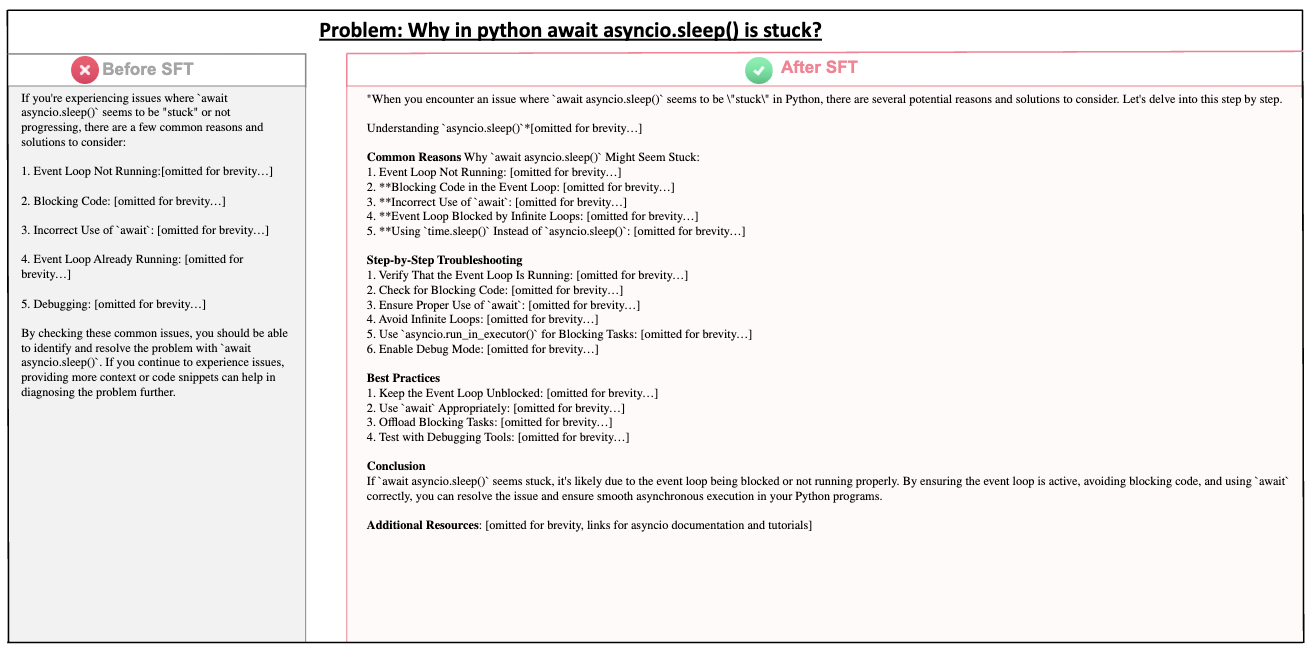 Problem: Why in python await asyncio.sleep() is stuck?
Before SFT
If you're experiencing issues where `await
asyncio.sleep()` seems to be "stuck" or not
progressing, there are a few common reasons and
solutions to consider:
1. Event Loop Not Running:[omitted for brevity…]
2. Blocking Code: [omitted for brevity…]
3. Incorrect Use of `await`: [omitted for brevity…]
4. Event Loop Already Running: [omitted for
brevity…]
5. Debugging: [omitted for brevity…]
By checking these common issues, you should be able
to identify and resolve the problem with `await
asyncio.sleep()`. If you continue to experience issues,
providing more context or code snippets can help in
diagnosing the problem further.
After SFT
"When you encounter an issue where `await asyncio.sleep()` seems to be \"stuck\" in Python, there are several potential reasons and solutions to consider. Let's delve into this step by step.
Understanding `asyncio.sleep()`*[omitted for brevity…]
Common Reasons Why `await asyncio.sleep()` Might Seem Stuck:
1. Event Loop Not Running: [omitted for brevity…]
2. **Blocking Code in the Event Loop: [omitted for brevity…]
3. **Incorrect Use of `await`: [omitted for brevity…]
4. **Event Loop Blocked by Infinite Loops: [omitted for brevity…]
5. **Using `time.sleep()` Instead of `asyncio.sleep()`: [omitted for brevity…]
Step-by-Step Troubleshooting
1. Verify That the Event Loop Is Running: [omitted for brevity…]
2. Check for Blocking Code: [omitted for brevity…]
3. Ensure Proper Use of `await`: [omitted for brevity…]
4. Avoid Infinite Loops: [omitted for brevity…]
5. Use `asyncio.run_in_executor()` for Blocking Tasks: [omitted for brevity…]
6. Enable Debug Mode: [omitted for brevity…]
Best Practices
1. Keep the Event Loop Unblocked: [omitted for brevity…]
2. Use `await` Appropriately: [omitted for brevity…]
3. Offload Blocking Tasks: [omitted for brevity…]
4. Test with Debugging Tools: [omitted for brevity…]
Conclusion
If `await asyncio.sleep()` seems stuck, it's likely due to the event loop being blocked or not running properly. By ensuring the event loop is active, avoiding blocking code, and using `await`
correctly, you can resolve the issue and ensure smooth asynchronous execution in your Python programs.
Additional Resources: [omitted for brevity, links for asyncio documentation and tutorials]